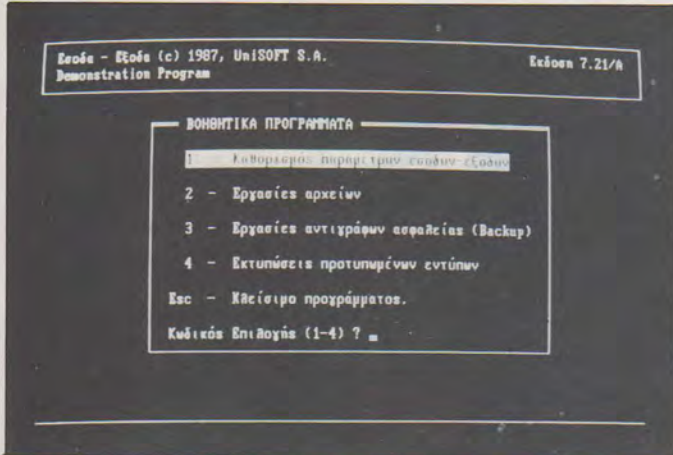 Εσοδα - Εξοδα (c) 1987, UniSOFT S.A. Εκδοση 7.21/A
Demonstration Program
ΒΟΗΘΗΤΙΚΑ ΠΡΟΓΡΑΜΜΑΤΑ
1 - Καθορισμός παραμέτρων εσόδων-εξόδων
2 - Εργασίες αρχείων
3 - Εργασίες αντιγράφων ασφαλείας (Backup)
4 - Εκτυπώσεις προτυπωμένων εντύπων
Esc - Κλείσιμο προγράμματος.
Κωδικός Επιλογής (1-4) ?